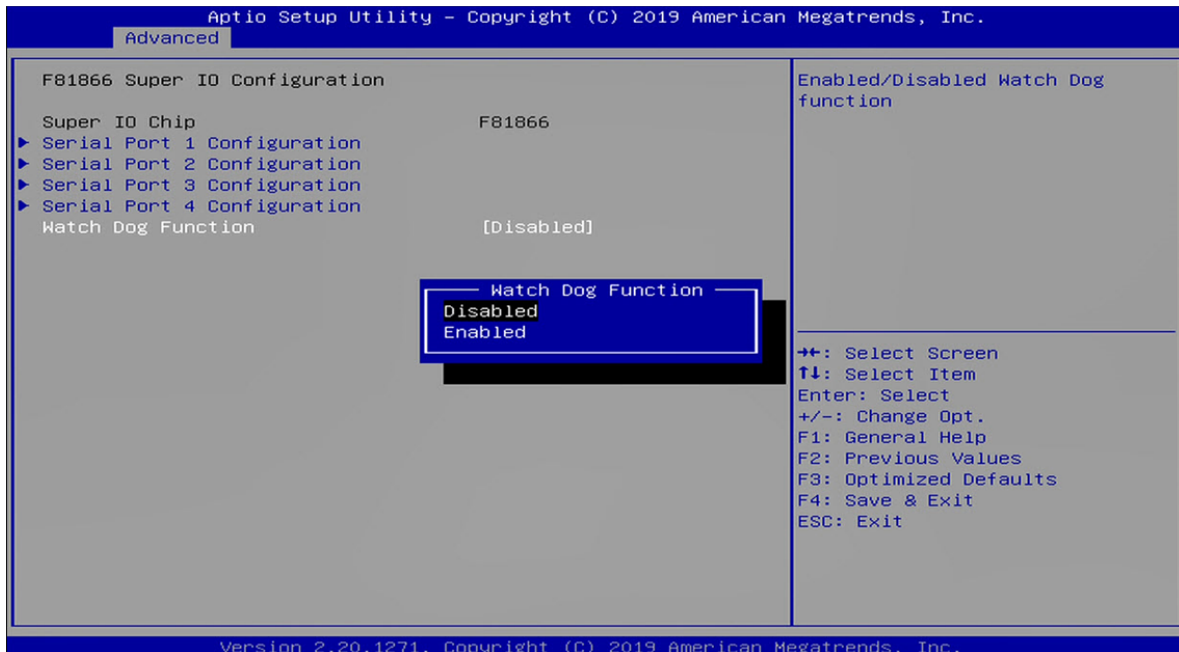 Aptio Setup Utility – Copyright (C) 2019 American Megatrends, Inc.
Advanced
F81866 Super IO Configuration
Super IO Chip F81866
▶ Serial Port 1 Configuration
▶ Serial Port 2 Configuration
▶ Serial Port 3 Configuration
▶ Serial Port 4 Configuration
Watch Dog Function [Disabled]
Watch Dog Function
Disabled
Enabled
Enabled/Disabled Watch Dog
function
→←: Select Screen
↑↓: Select Item
Enter: Select
+/-: Change Opt.
F1: General Help
F2: Previous Values
F3: Optimized Defaults
F4: Save & Exit
ESC: Exit
Version 2.20.1271. Copyright (C) 2019 American Megatrends, Inc.